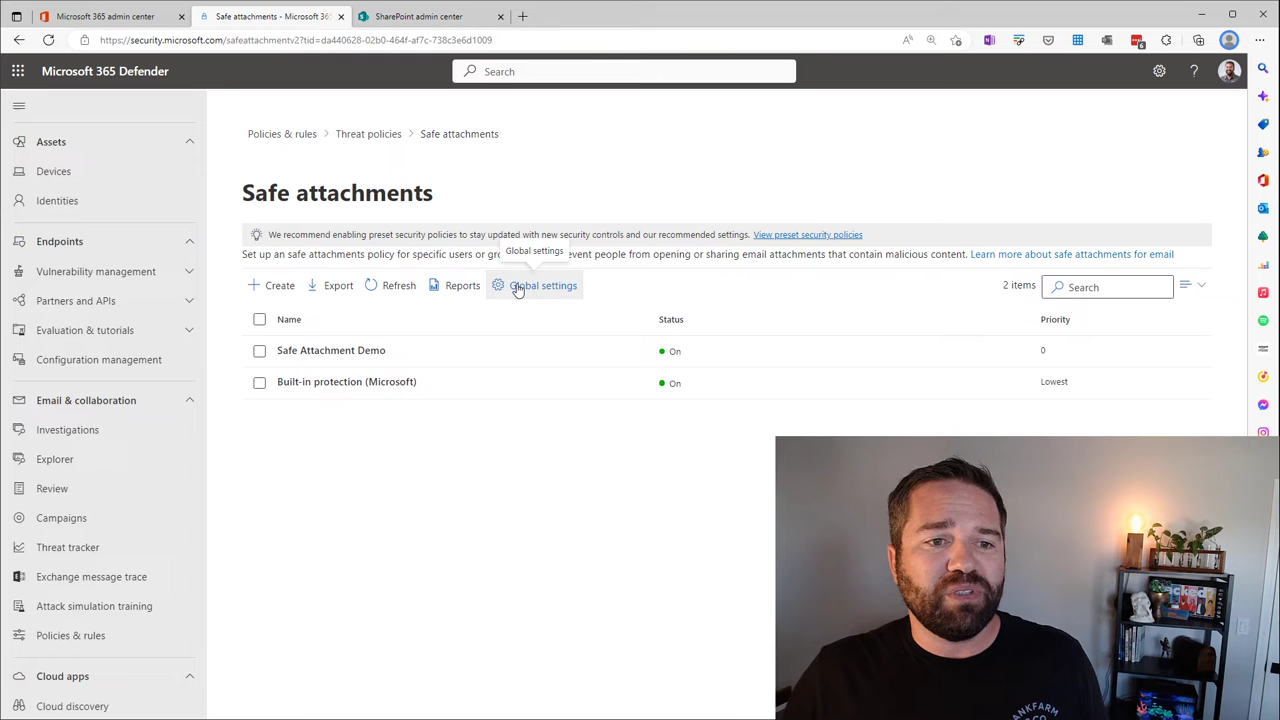 Microsoft 365 admin center
Safe attachments - Microsoft 365
SharePoint admin center
https://security.microsoft.com/safeattachmentv2?tid=da440628-02b0-464f-af7c-738c3e6d1009
6
Microsoft 365 Defender
Search
Assets
Devices
Identities
Endpoints
Vulnerability management
Partners and APIs
Evaluation & tutorials
Configuration management
Email & collaboration
Investigations
Explorer
Review
Campaigns
Threat tracker
Exchange message trace
Attack simulation training
Policies & rules
Cloud apps
Cloud discovery
Policies & rules > Threat policies > Safe attachments
Safe attachments
We recommend enabling preset security policies to stay updated with new security controls and our recommended settings. View preset security policies
Global settings
Set up an safe attachments policy for specific users or gro event people from opening or sharing email attachments that contain malicious content. Learn more about safe attachments for email
Create Export Refresh Reports Global settings
2 items Search
Name Status Priority
Safe Attachment Demo On 0
Built-in protection (Microsoft) On Lowest